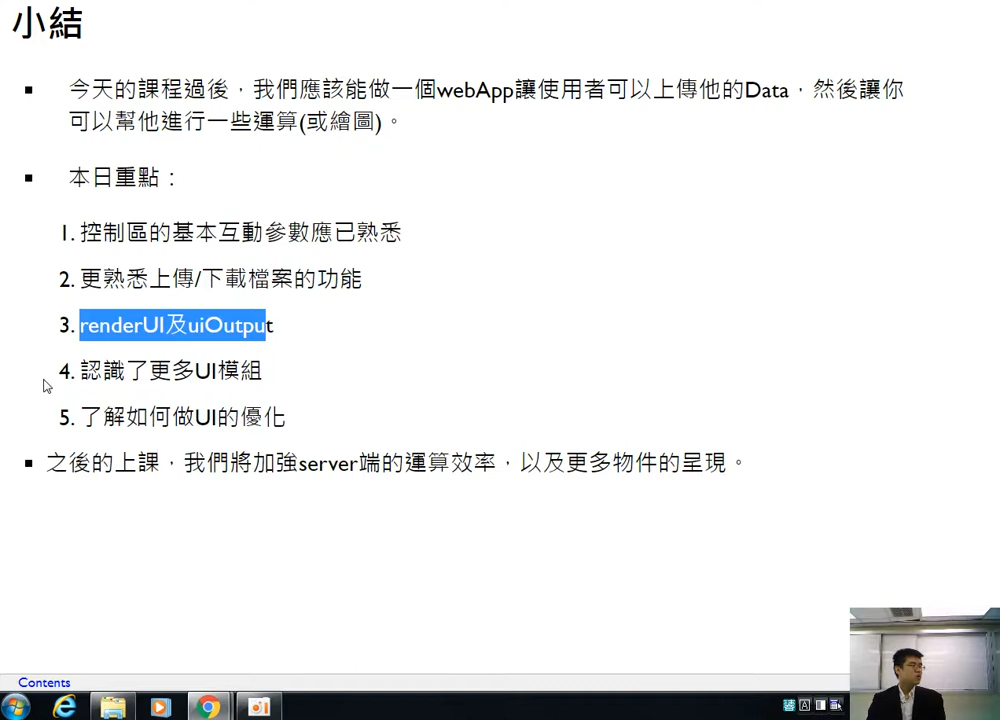 小結
▪ 今天的課程過後，我們應該能做一個webApp讓使用者可以上傳他的Data，然後讓你
可以幫他進行一些運算(或繪圖)。
▪ 本日重點：
1. 控制區的基本互動參數應已熟悉
2. 更熟悉上傳/下載檔案的功能
3. renderUI及uiOutput
4. 認識了更多UI模組
5. 了解如何做UI的優化
▪ 之後的上課，我們將加強server端的運算效率，以及更多物件的呈現。
Contents